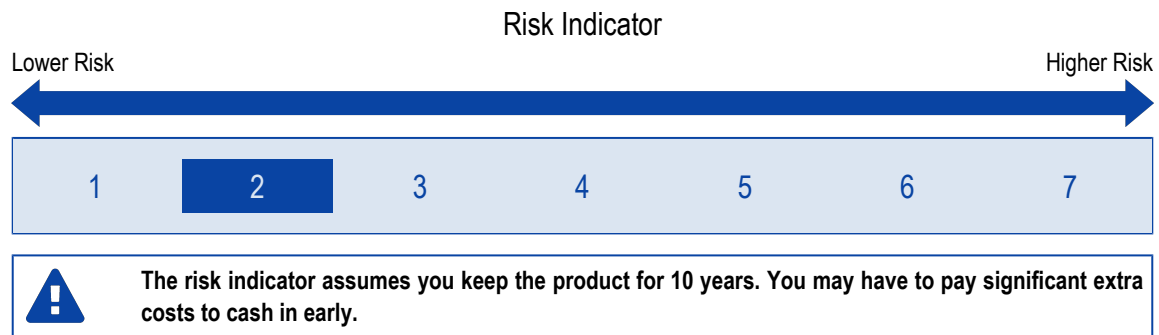 Risk Indicator
Lower Risk Higher Risk
1 2 3 4 5 6 7
The risk indicator assumes you keep the product for 10 years. You may have to pay significant extra
costs to cash in early.